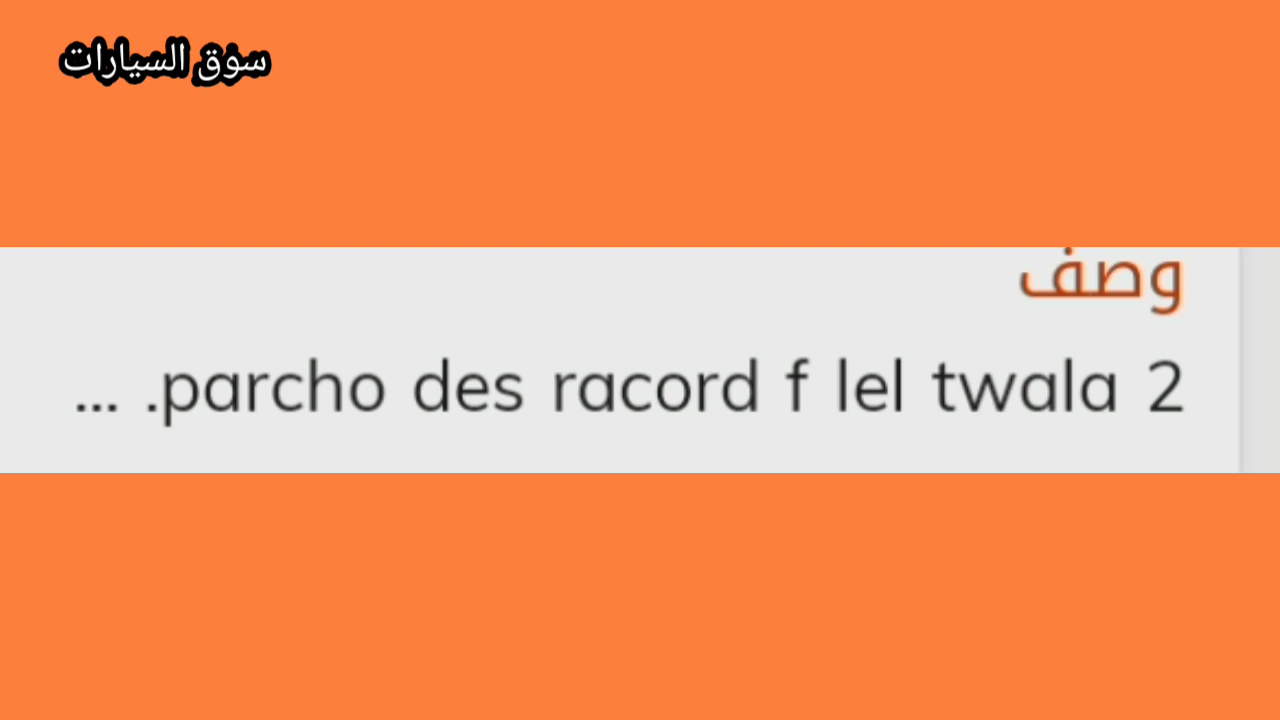 سوق السيارات
وصف
parcho des racord f lel twala 2. ...